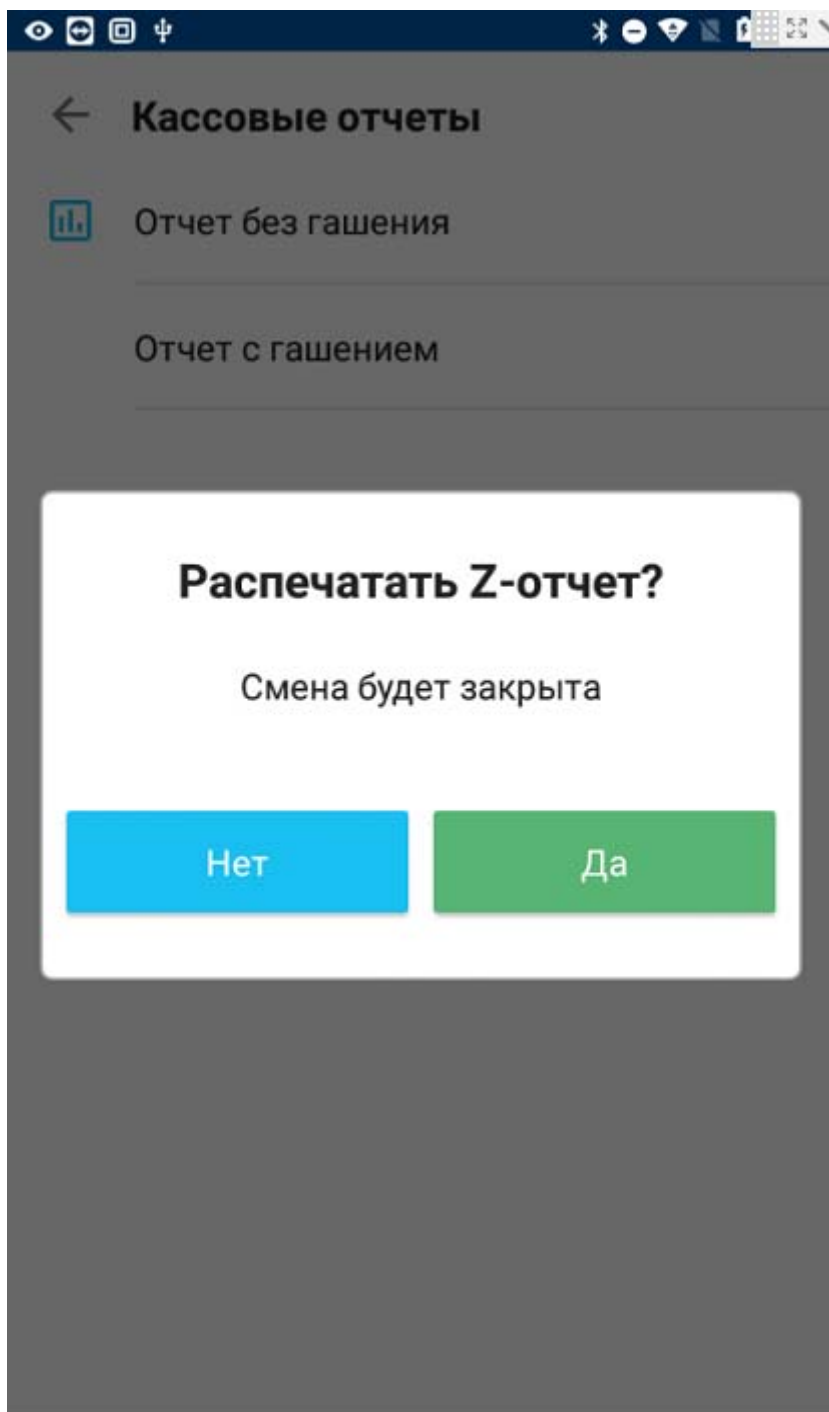 Кассовые отчеты
Отчет без гашения
Отчет с гашением
Распечатать Z-отчет?
Смена будет закрыта
Нет
Да